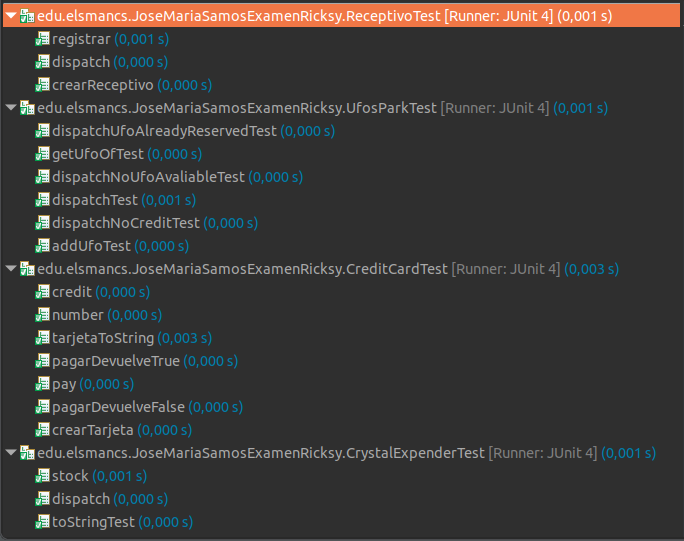 edu.elsmancs.JoseMariaSamosExamenRicksy.ReceptivoTest [Runner: JUnit 4] (0,001 s)
registrar (0,001 s)
dispatch (0,000 s)
crearReceptivo (0,000 s)
edu.elsmancs.JoseMariaSamosExamenRicksy.UfosParkTest [Runner: JUnit 4] (0,001 s)
dispatchUfoAlreadyReservedTest (0,000 s)
getUfoOfTest (0,000 s)
dispatchNoUfoAvaliableTest (0,000 s)
dispatchTest (0,001 s)
dispatchNoCreditTest (0,000 s)
addUfoTest (0,000 s)
edu.elsmancs.JoseMariaSamosExamenRicksy.CreditCardTest [Runner: JUnit 4] (0,003 s)
credit (0,000 s)
number (0,000 s)
tarjetaToString (0,003 s)
pagarDevuelveTrue (0,000 s)
pay (0,000 s)
pagarDevuelveFalse (0,000 s)
crearTarjeta (0,000 s)
edu.elsmancs.JoseMariaSamosExamenRicksy.CrystalExpenderTest [Runner: JUnit 4] (0,001 s)
stock (0,001 s)
dispatch (0,000 s)
toStringTest (0,000 s)